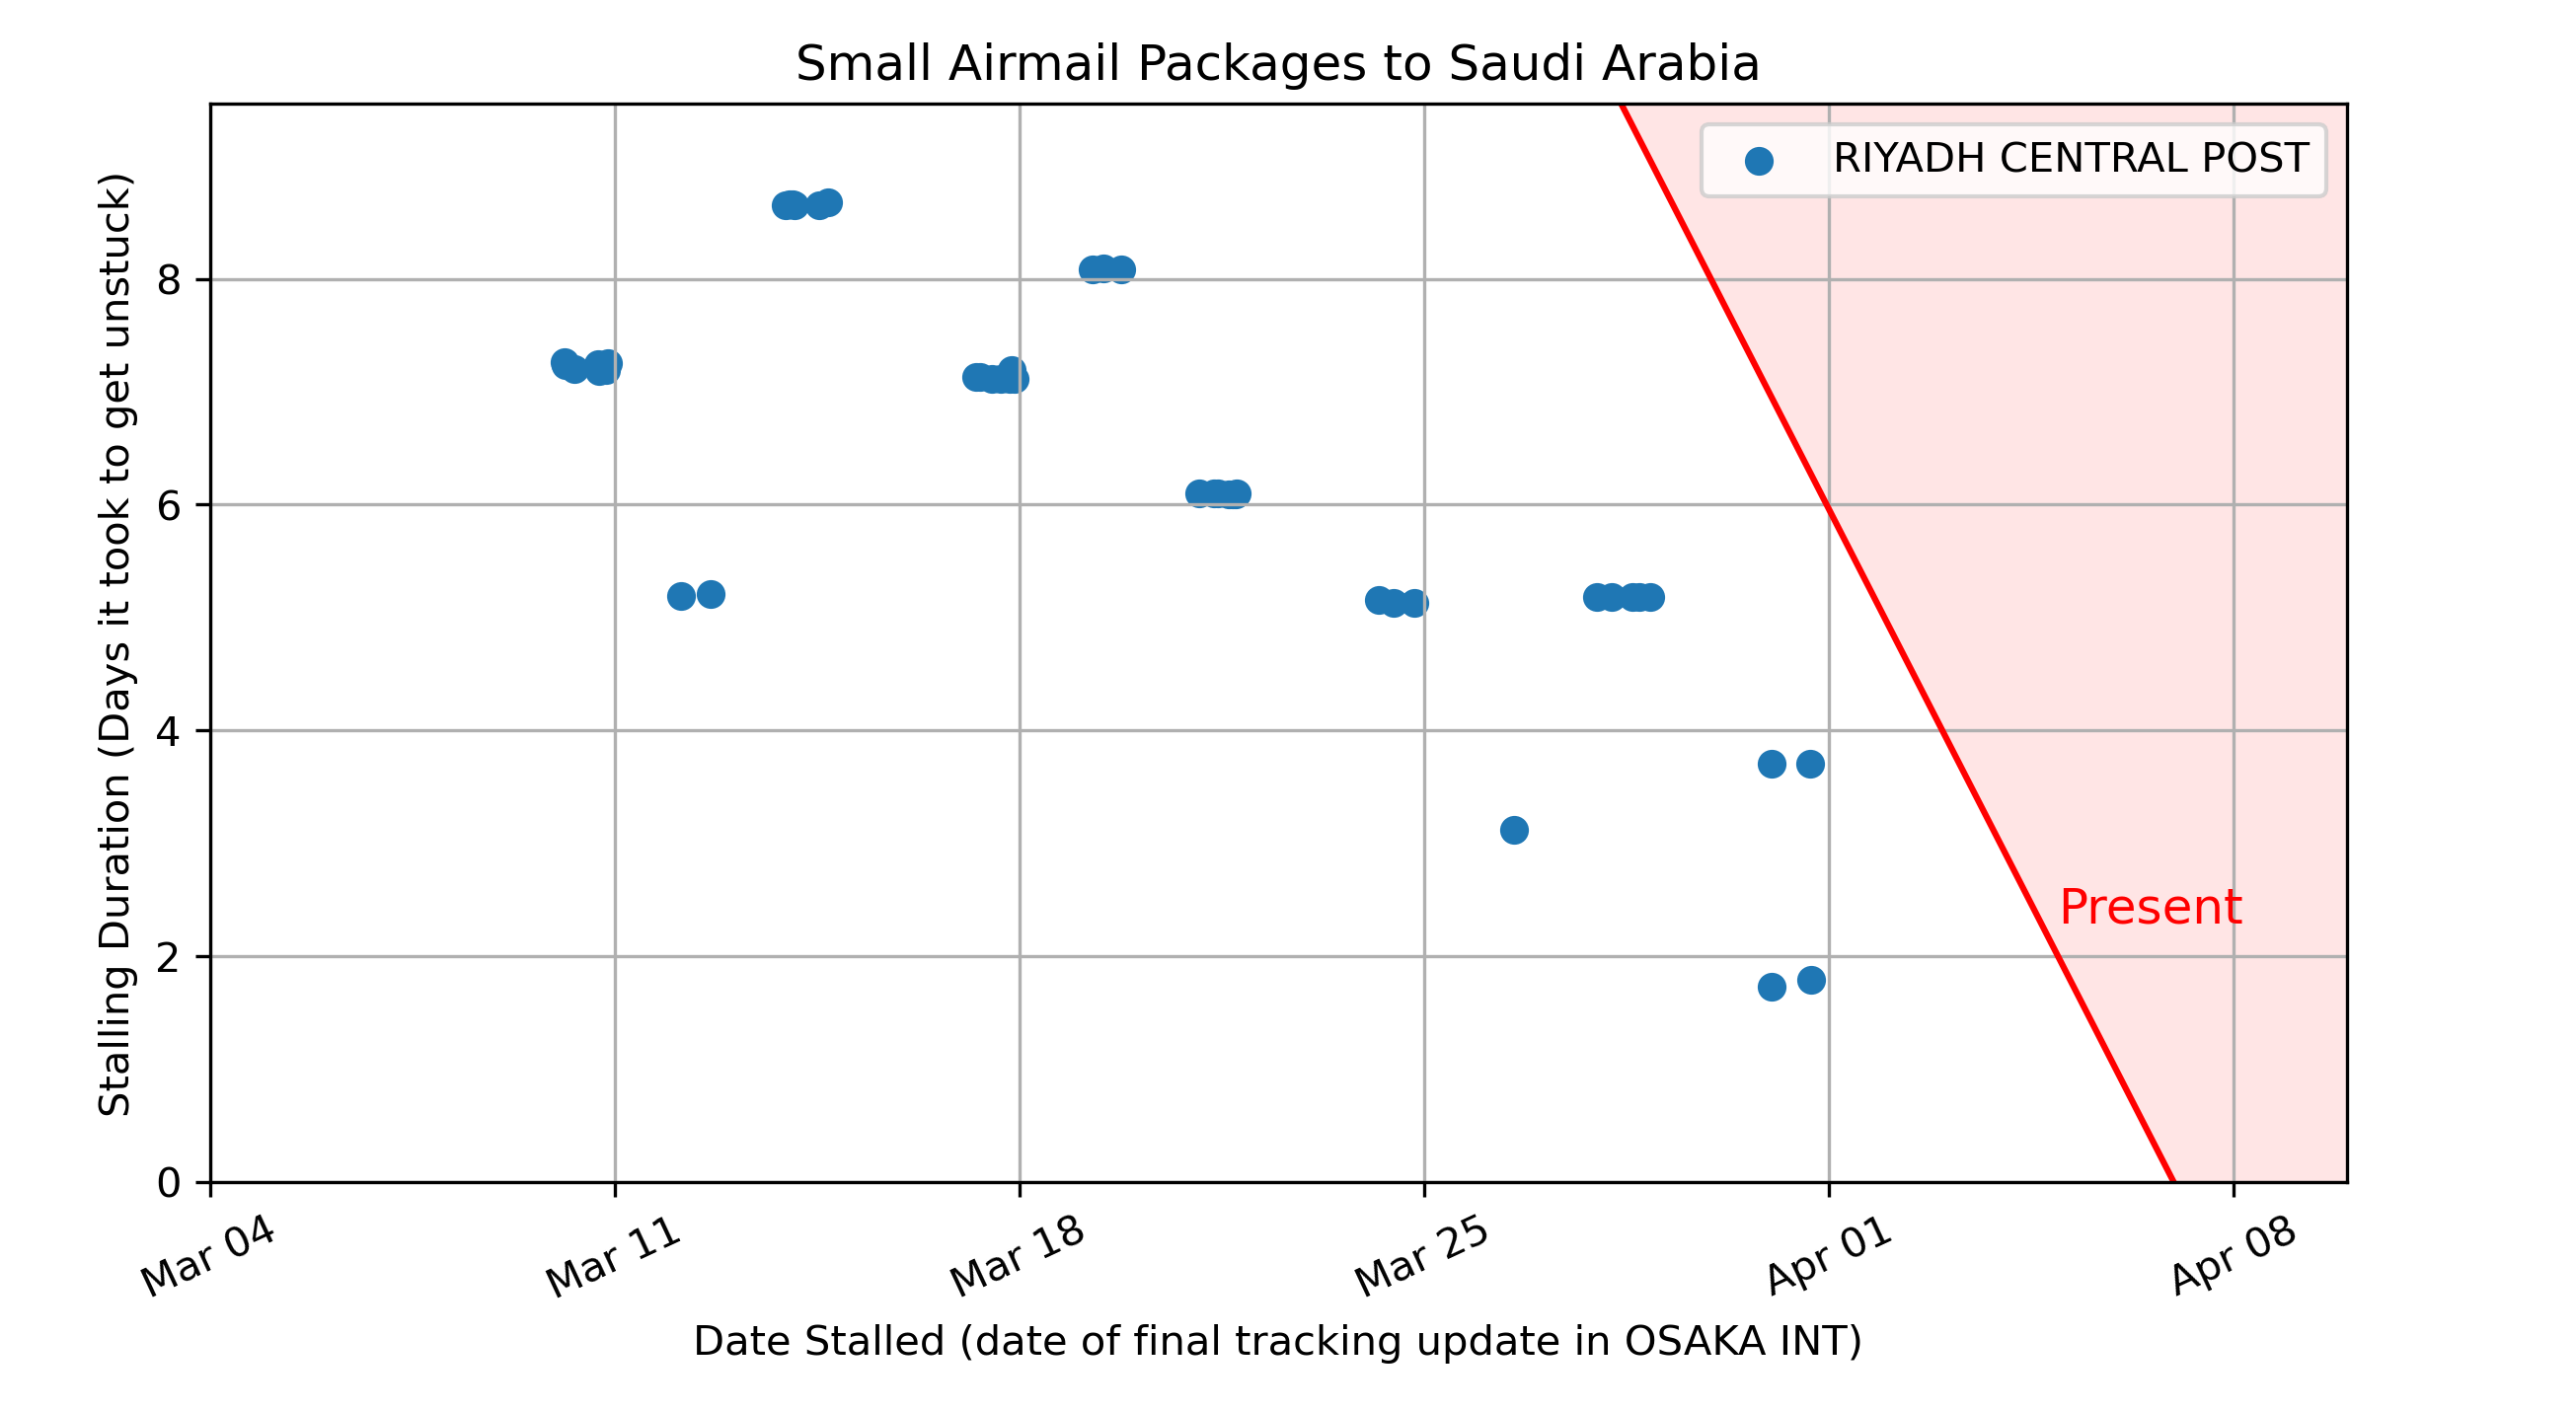 Small Airmail Packages to Saudi Arabia
RIYADH CENTRAL POST
Stalling Duration (Days it took to get unstuck)
8
6
4
2
0
Present
Mar 04
Mar 11
Mar 18
Mar 25
Apr 01
Apr 08
Date Stalled (date of final tracking update in OSAKA INT)